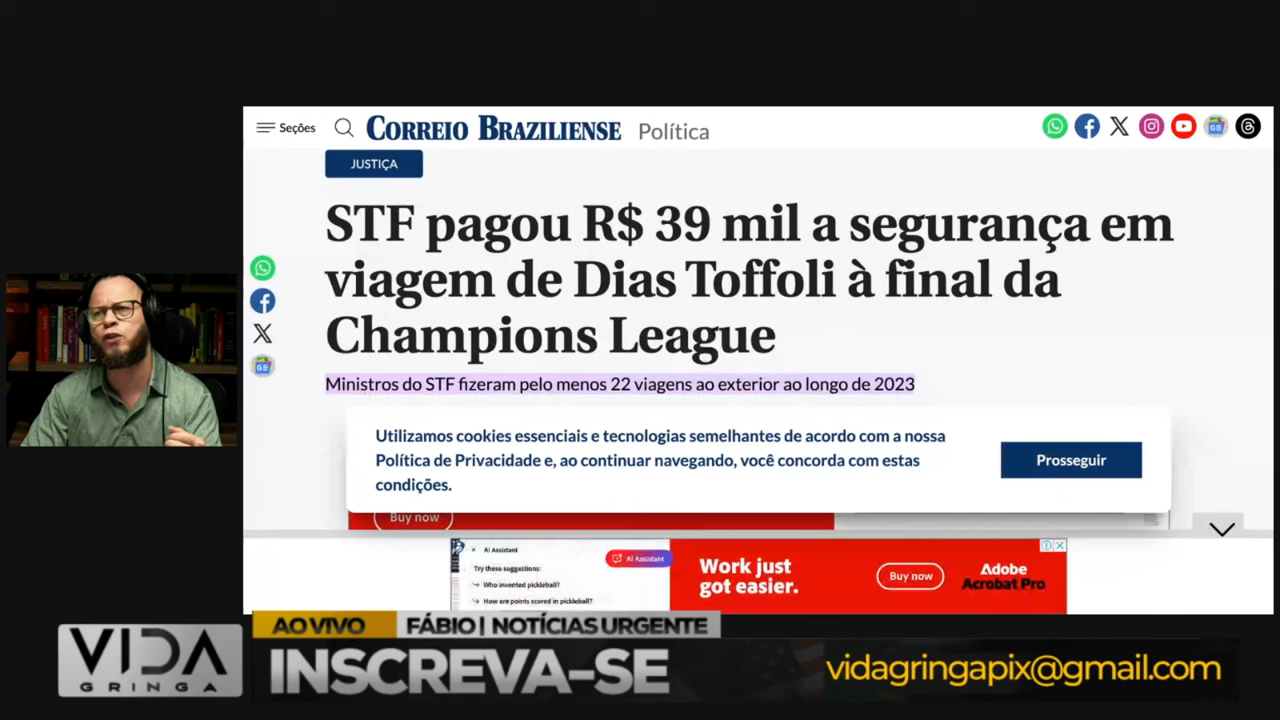 Seções
CORREIO BRAZILIENSE Política
JUSTIÇA
STF pagou R$ 39 mil a segurança em
viagem de Dias Toffoli à final da
Champions League
Ministros do STF fizeram pelo menos 22 viagens ao exterior ao longo de 2023
Utilizamos cookies essenciais e tecnologias semelhantes de acordo com a nossa
Política de Privacidade e, ao continuar navegando, você concorda com estas
condições.
Prosseguir
Buy now
AI Assistant
AI Assistant
Try these suggestions:
Who invented pickleball?
How are points scored in pickleball?
Work just
got easier.
Buy now
Adobe
Acrobat Pro
AO VIVO FÁBIO | NOTÍCIAS URGENTE
VIDA
GRINGA
INSCREVA-SE
vidagringapix@gmail.com